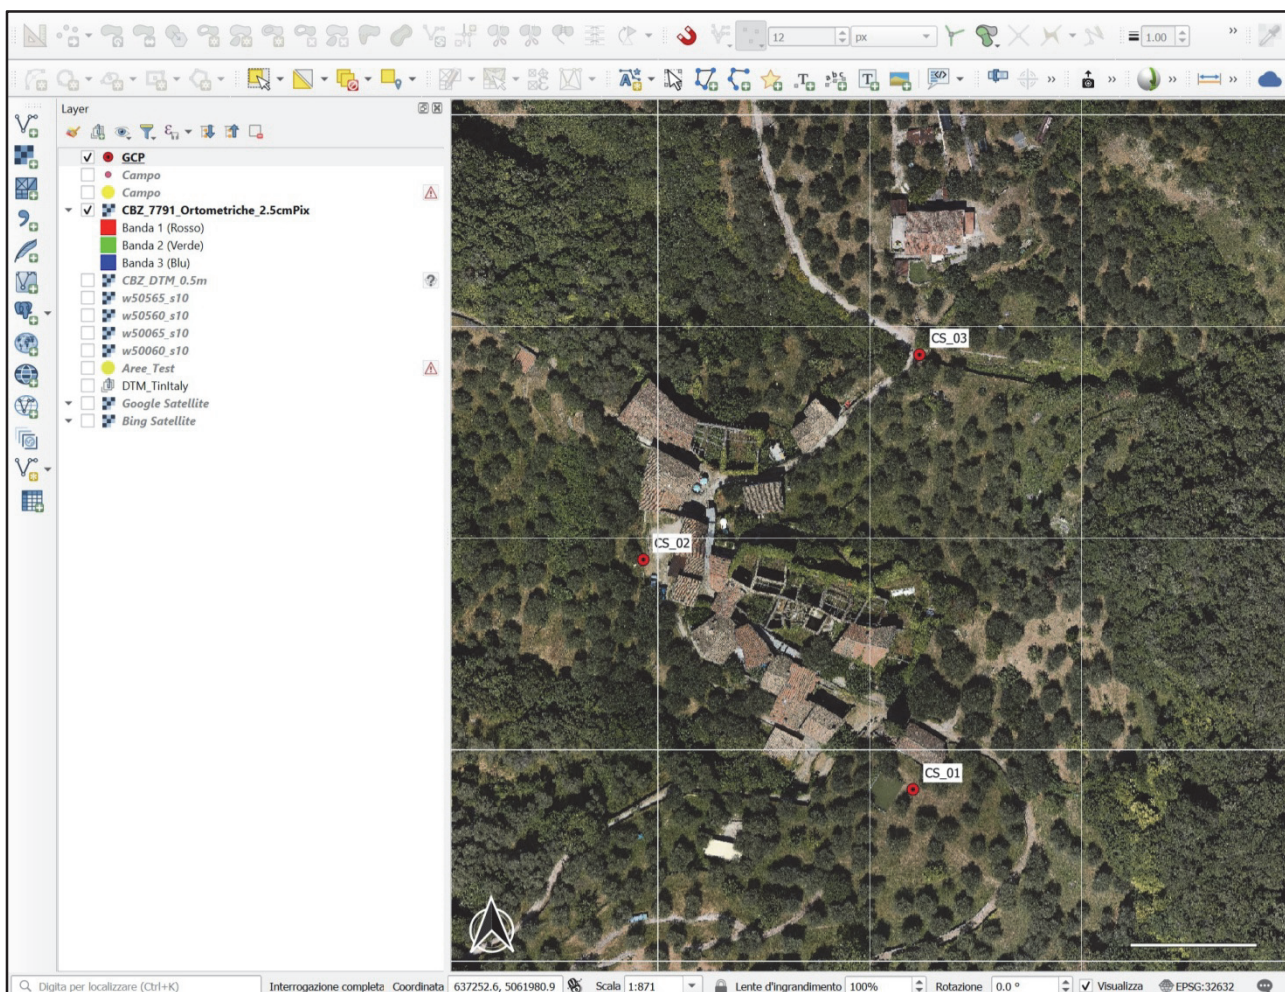 12
px
1.00
Layer
GCP
Campo
Campo
CBZ_7791_Ortometriche_2.5cmPix
Banda 1 (Rosso)
Banda 2 (Verde)
Banda 3 (Blu)
CBZ_DTM_0.5m
w50565_s10
w50560_s10
w50065_s10
w50060_s10
Aree_Test
DTM_TinItaly
Google Satellite
Bing Satellite
CS_03
CS_02
CS_01
Digita per localizzare (Ctrl+K) Interrogazione completa Coordinata 637252.6, 5061980.9 Scala 1:871 Lente d'ingrandimento 100% Rotazione 0.0 ° Visualizza EPSG:32632